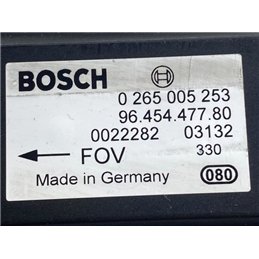 BOSCH
0 265 005 253
96.454.477.80
0022282 03132
← FOV 330
Made in Germany 080